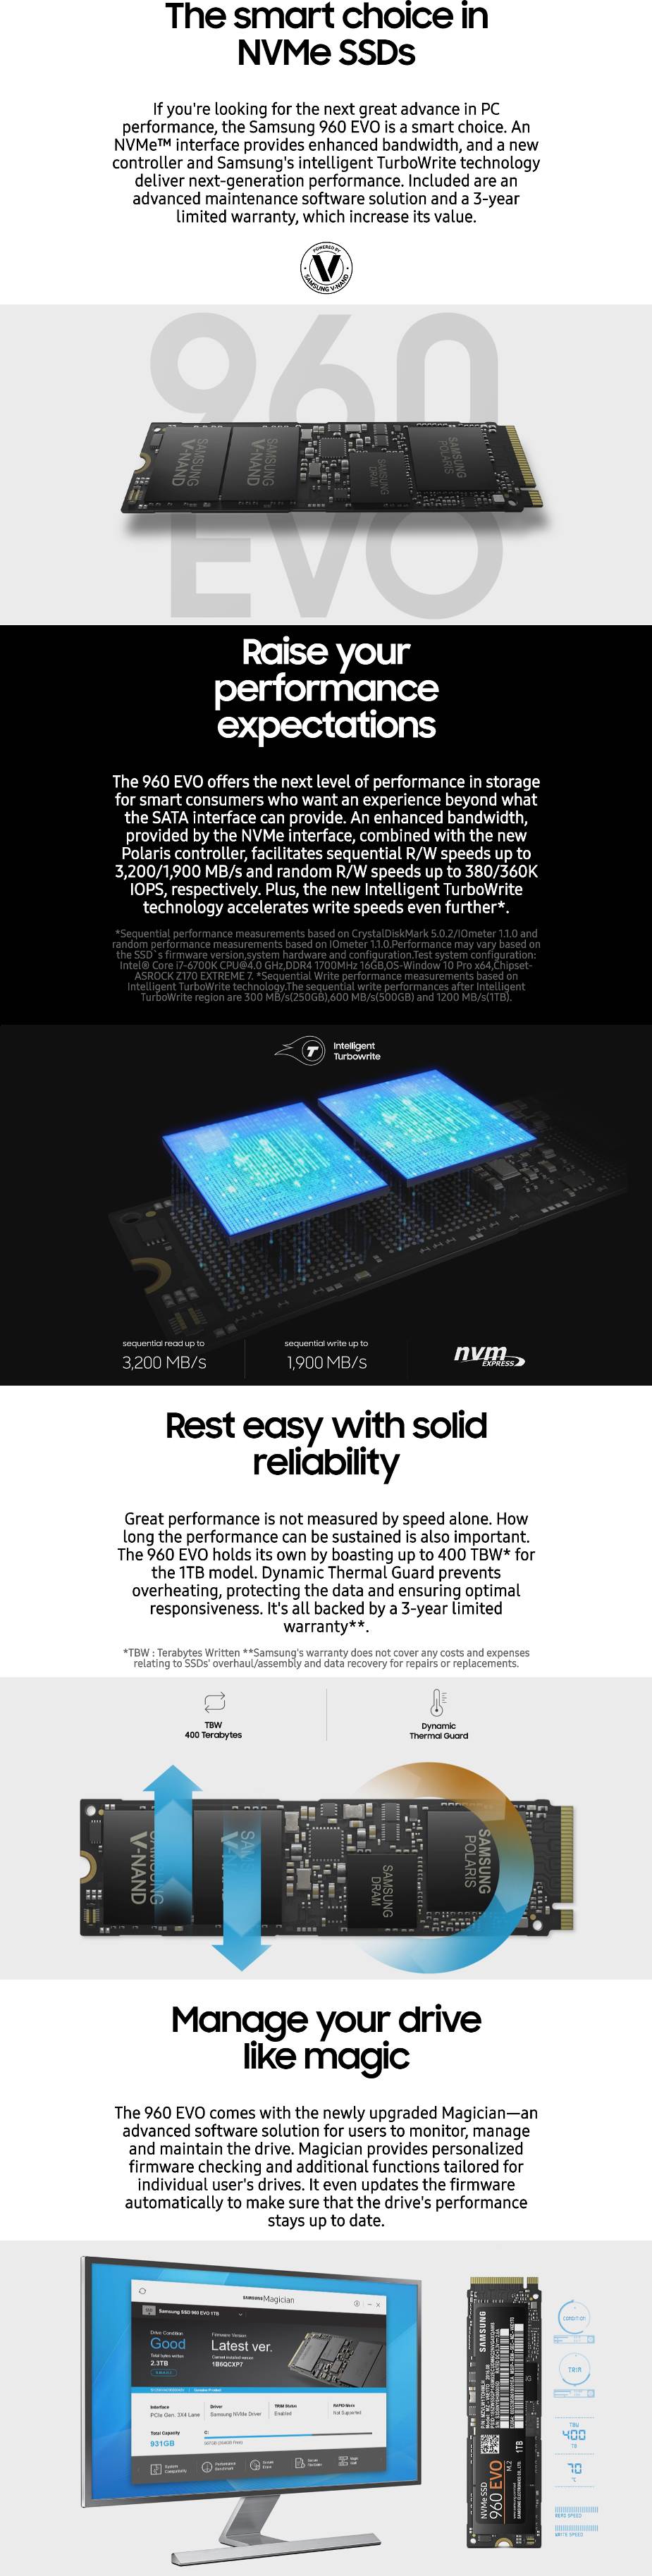 The smart choice in
NVMe SSDs
If you're looking for the next great advance in PC
performance, the Samsung 960 EVO is a smart choice. An
NVMe™ interface provides enhanced bandwidth, and a new
controller and Samsung's intelligent TurboWrite technology
deliver next-generation performance. Included are an
advanced maintenance software solution and a 3-year
limited warranty, which increase its value.
POWERED BY
V
SAMSUNG V-NAND
960
SAMSUNG
V-NAND
SAMSUNG
V-NAND
SAMSUNG
DRAM
SAMSUNG
POLARIS
EVO
Raise your
performance
expectations
The 960 EVO offers the next level of performance in storage
for smart consumers who want an experience beyond what
the SATA interface can provide. An enhanced bandwidth,
provided by the NVMe interface, combined with the new
Polaris controller, facilitates sequential R/W speeds up to
3,200/1,900 MB/s and random R/W speeds up to 380/360K
IOPS, respectively. Plus, the new Intelligent TurboWrite
technology accelerates write speeds even further*.
*Sequential performance measurements based on CrystalDiskMark 5.0.2/IOmeter 1.1.0 and
random performance measurements based on IOmeter 1.1.0.Performance may vary based on
the SSD`s firmware version,system hardware and configuration.Test system configuration:
Intel® Core i7-6700K CPU@4.0 GHz,DDR4 1700MHz 16GB,OS-Window 10 Pro x64,Chipset-
ASROCK Z170 EXTREME 7. *Sequential Write performance measurements based on
Intelligent TurboWrite technology.The sequential write performances after Intelligent
TurboWrite region are 300 MB/s(250GB),600 MB/s(500GB) and 1200 MB/s(1TB).
T
Intelligent
Turbowrite
sequential read up to
3,200 MB/s
sequential write up to
1,900 MB/s
nvm
EXPRESS
Rest easy with solid
reliability
Great performance is not measured by speed alone. How
long the performance can be sustained is also important.
The 960 EVO holds its own by boasting up to 400 TBW* for
the 1TB model. Dynamic Thermal Guard prevents
overheating, protecting the data and ensuring optimal
responsiveness. It's all backed by a 3-year limited
warranty**.
*TBW : Terabytes Written **Samsung's warranty does not cover any costs and expenses
relating to SSDs' overhaul/assembly and data recovery for repairs or replacements.
TBW
400 Terabytes
Dynamic
Thermal Guard
SAMSUNG
V-NAND
SAMSUNG
DRAM
SAMSUNG
POLARIS
Manage your drive
like magic
The 960 EVO comes with the newly upgraded Magician—an
advanced software solution for users to monitor, manage
and maintain the drive. Magician provides personalized
firmware checking and additional functions tailored for
individual user's drives. It even updates the firmware
automatically to make sure that the drive's performance
stays up to date.
SAMSUNG Magician
Samsung SSD 960 EVO 1TB
Drive Condition
Good
Total bytes written
2.3TB
Firmware Version
Latest ver.
1B6QCXP7
Interface
PCIe Gen. 3X4 Lane
Driver
Samsung NVMe Driver
TRIM Status
Enabled
RAPID Mode
Not Supported
Total Capacity
931GB
C:
System
Compatibility
Performance
Benchmark
SAMSUNG
NVMe SSD
960 EVO
M.2
1TB
CONDITION
TRIM
TBW
400
TB
70
°C
READ SPEED
WRITE SPEED